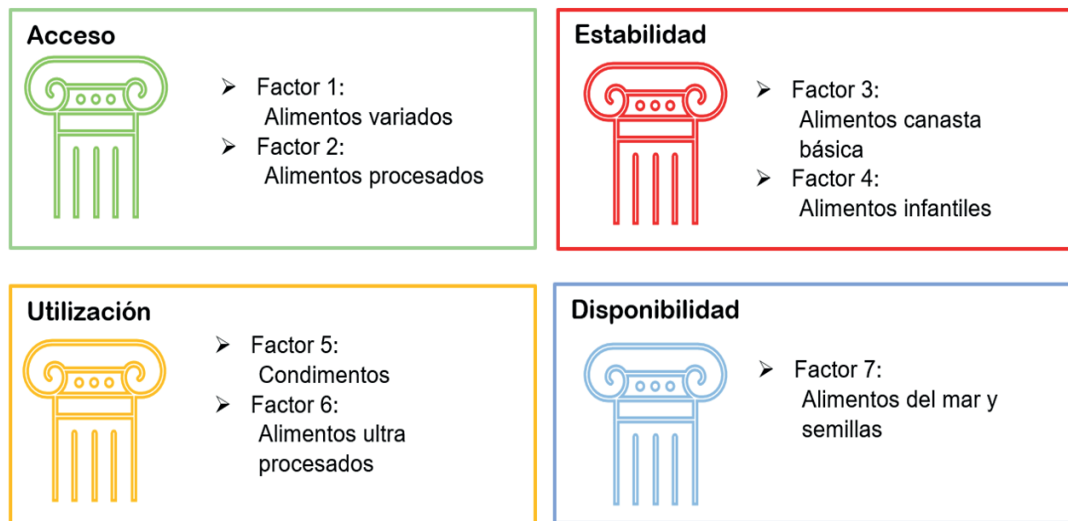 Acceso
➢ Factor 1:
Alimentos variados
➢ Factor 2:
Alimentos procesados
Estabilidad
➢ Factor 3:
Alimentos canasta
básica
➢ Factor 4:
Alimentos infantiles
Utilización
➢ Factor 5:
Condimentos
➢ Factor 6:
Alimentos ultra
procesados
Disponibilidad
➢ Factor 7:
Alimentos del mar y
semillas